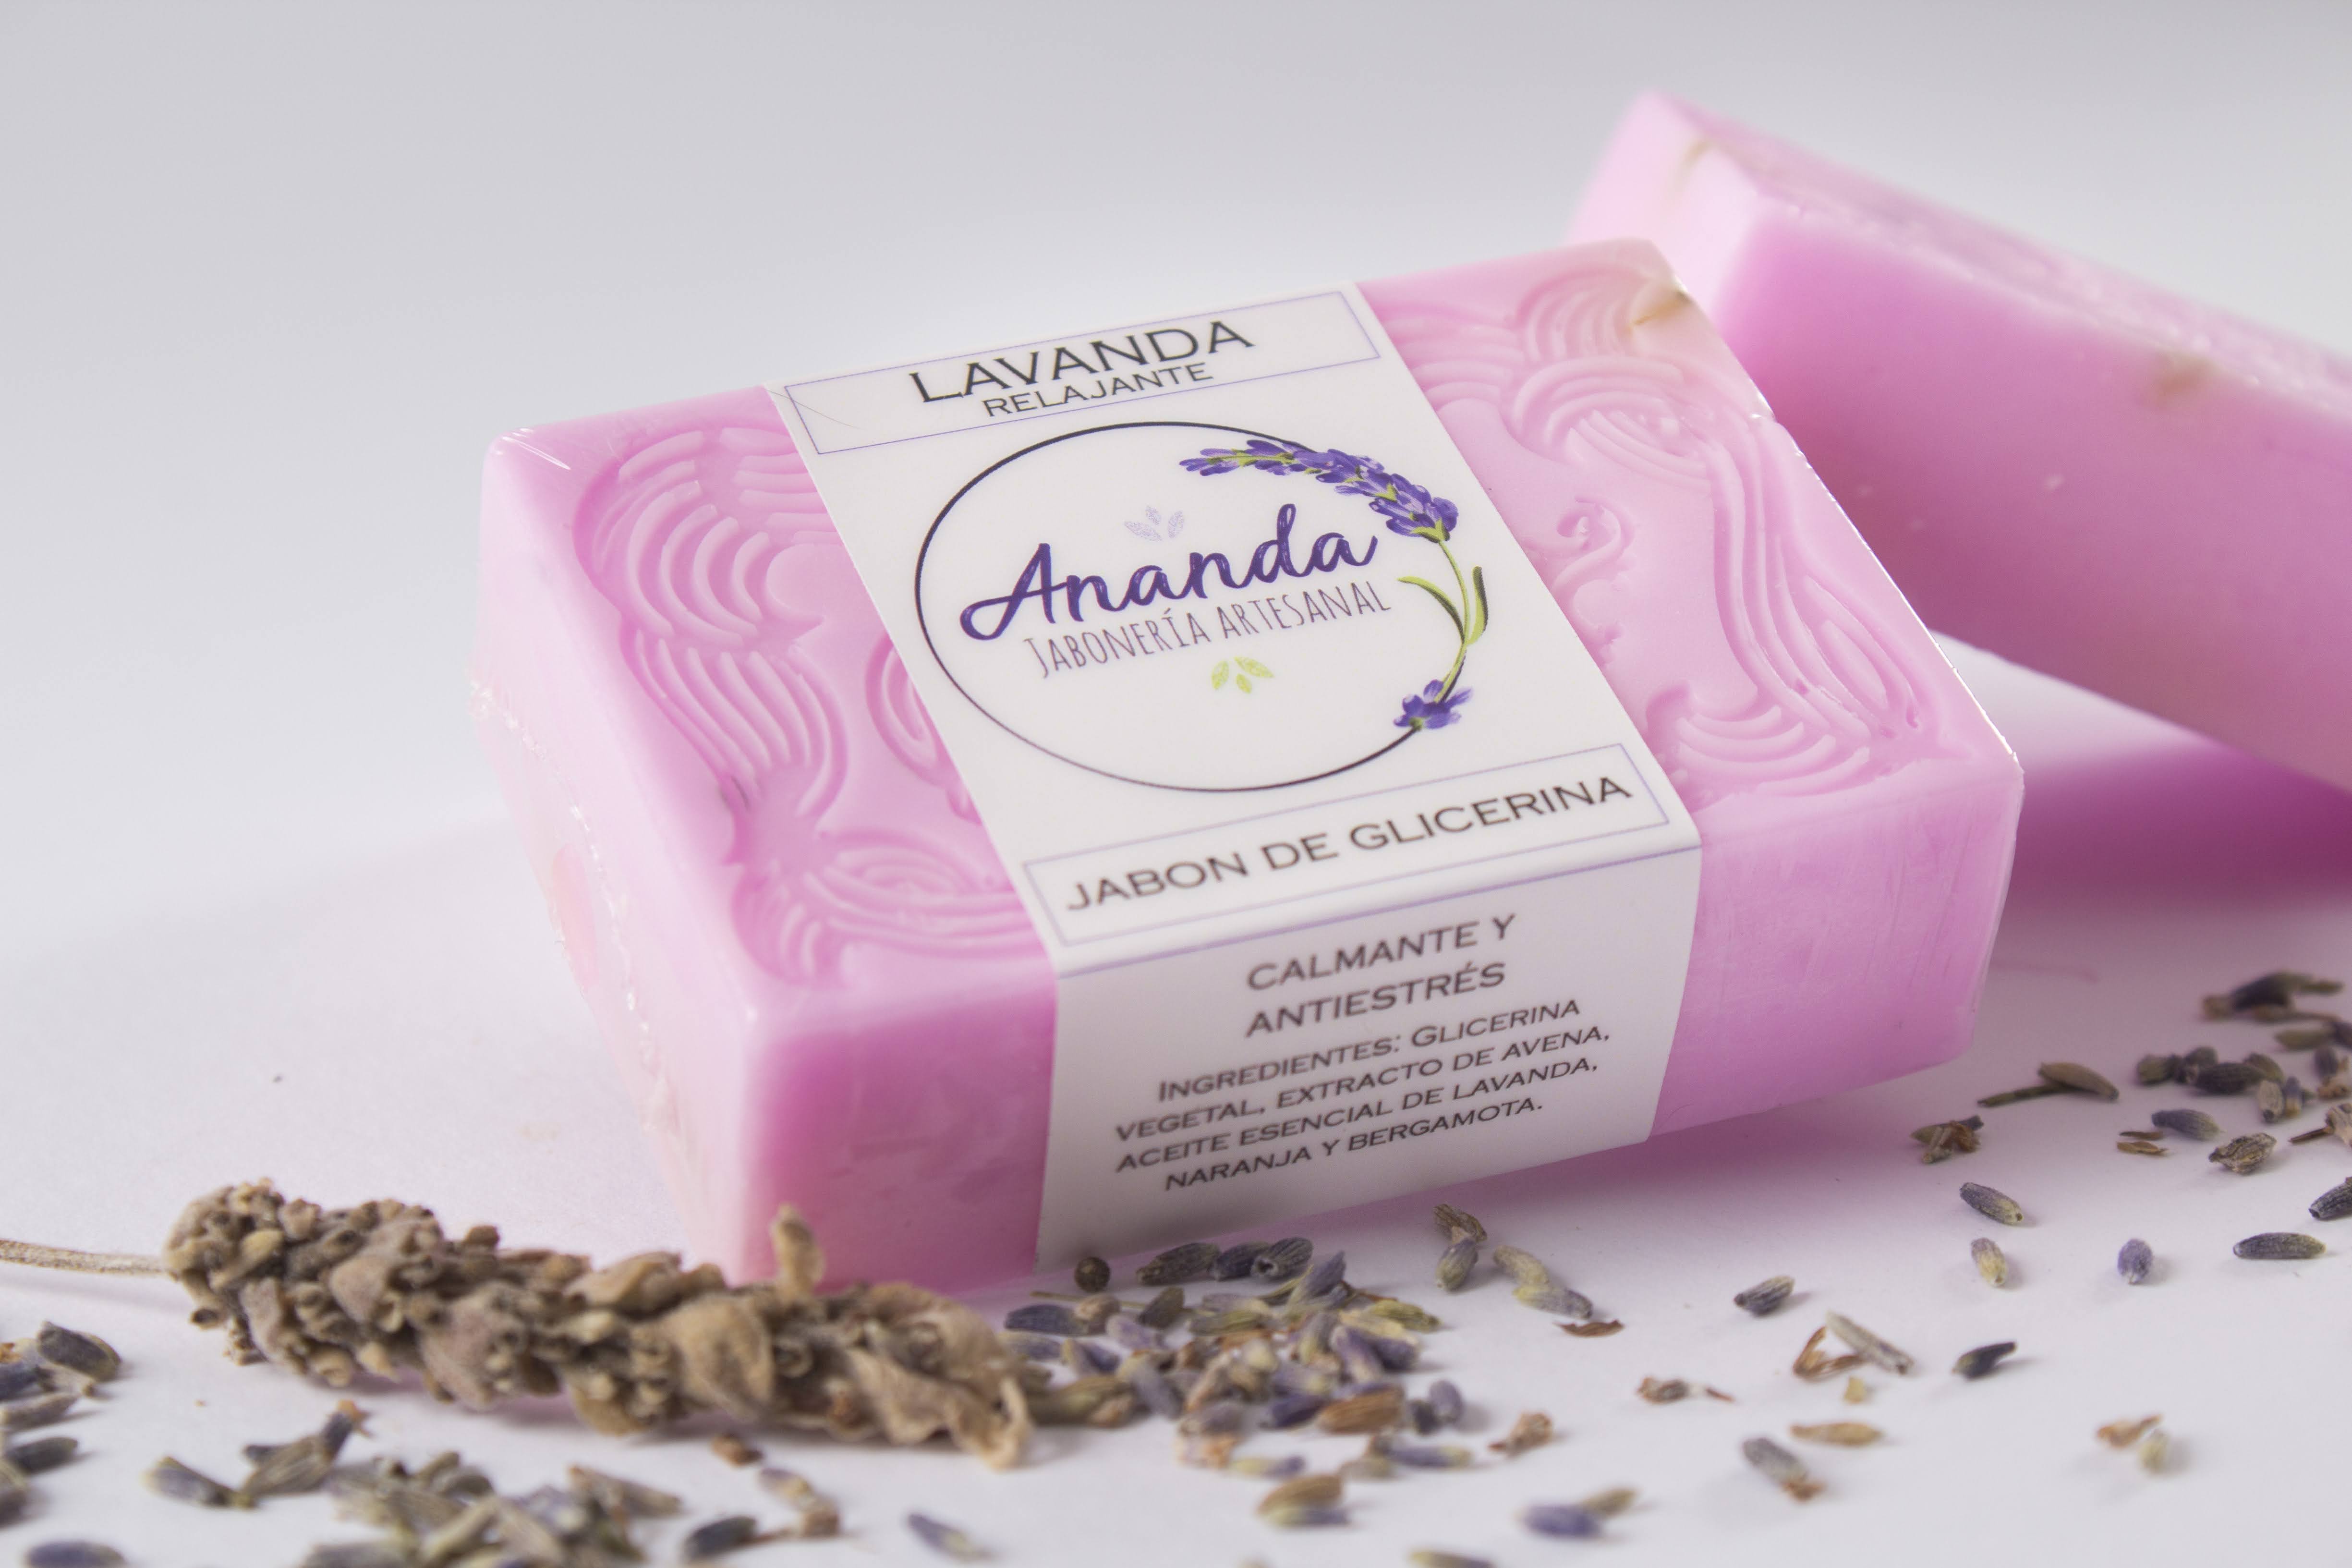 LAVANDA
RELAJANTE
Ananda
JABONERÍA ARTESANAL
JABON DE GLICERINA
CALMANTE Y
ANTIESTRÉS
INGREDIENTES: GLICERINA
VEGETAL, EXTRACTO DE AVENA,
ACEITE ESENCIAL DE LAVANDA,
NARANJA Y BERGAMOTA.